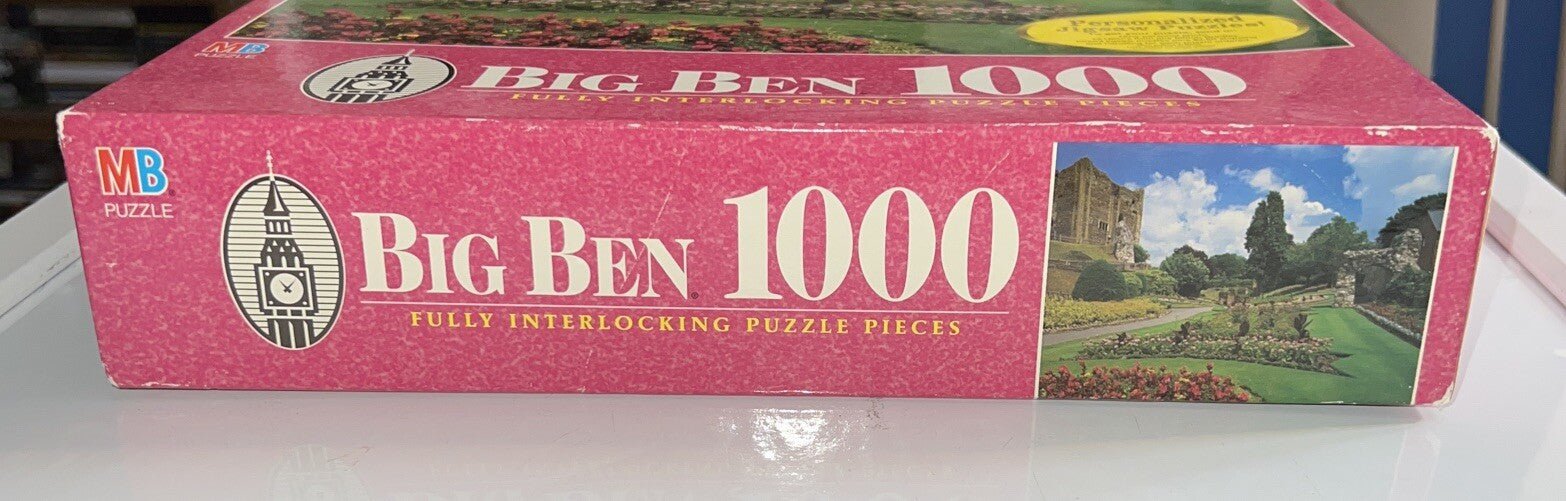 Personalized
Jigsaw Puzzles!
MB
PUZZLE
BIG BEN 1000
FULLY INTERLOCKING PUZZLE PIECES
MB
PUZZLE
BIG BEN 1000
FULLY INTERLOCKING PUZZLE PIECES